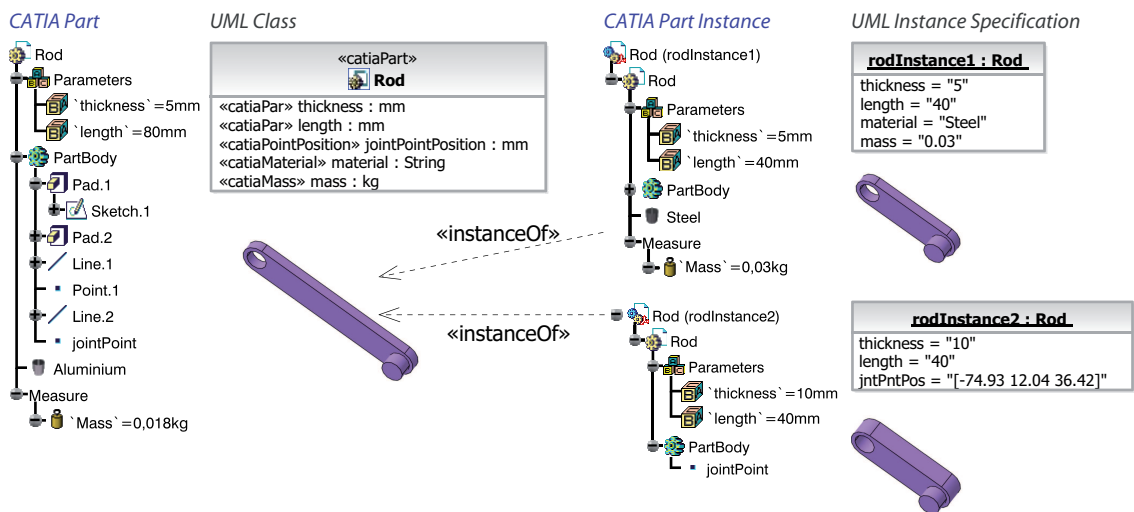 CATIA Part
UML Class
CATIA Part Instance
UML Instance Specification
Rod
Parameters
`thickness`=5mm
`length`=80mm
PartBody
Pad.1
Sketch.1
Pad.2
Line.1
Point.1
Line.2
jointPoint
Aluminium
Measure
`Mass`=0,018kg
«catiaPart»
Rod
«catiaPar» thickness : mm
«catiaPar» length : mm
«catiaPointPosition» jointPointPosition : mm
«catiaMaterial» material : String
«catiaMass» mass : kg
«instanceOf»
«instanceOf»
Rod (rodInstance1)
Rod
Parameters
`thickness`=5mm
`length`=40mm
PartBody
Steel
Measure
`Mass`=0,03kg
Rod (rodInstance2)
Rod
Parameters
`thickness`=10mm
`length`=40mm
PartBody
jointPoint
rodInstance1 : Rod
thickness = "5"
length = "40"
material = "Steel"
mass = "0.03"
rodInstance2 : Rod
thickness = "10"
length = "40"
jntPntPos = "[-74.93 12.04 36.42]"